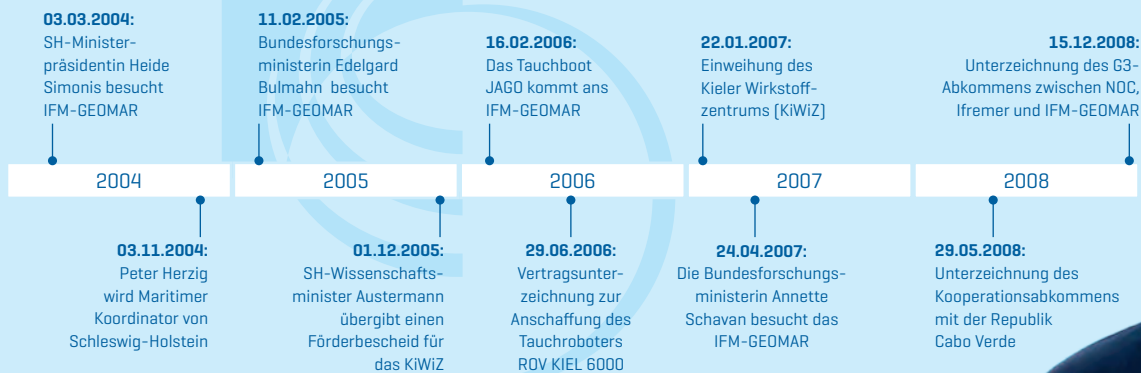 03.03.2004:
SH-Minister-
präsidentin Heide
Simonis besucht
IFM-GEOMAR
11.02.2005:
Bundesforschungs-
ministerin Edelgard
Bulmahn besucht
IFM-GEOMAR
16.02.2006:
Das Tauchboot
JAGO kommt ans
IFM-GEOMAR
22.01.2007:
Einweihung des
Kieler Wirkstoff-
zentrums (KiWiZ)
15.12.2008:
Unterzeichnung des G3-
Abkommens zwischen NOC,
Ifremer und IFM-GEOMAR
2004
2005
2006
2007
2008
03.11.2004:
Peter Herzig
wird Maritimer
Koordinator von
Schleswig-Holstein
01.12.2005:
SH-Wissenschafts-
minister Austermann
übergibt einen
Förderbescheid für
das KiWiZ
29.06.2006:
Vertragsunter-
zeichnung zur
Anschaffung des
Tauchroboters
ROV KIEL 6000
24.04.2007:
Die Bundesforschungs-
ministerin Annette
Schavan besucht das
IFM-GEOMAR
29.05.2008:
Unterzeichnung des
Kooperationsabkommens
mit der Republik
Cabo Verde